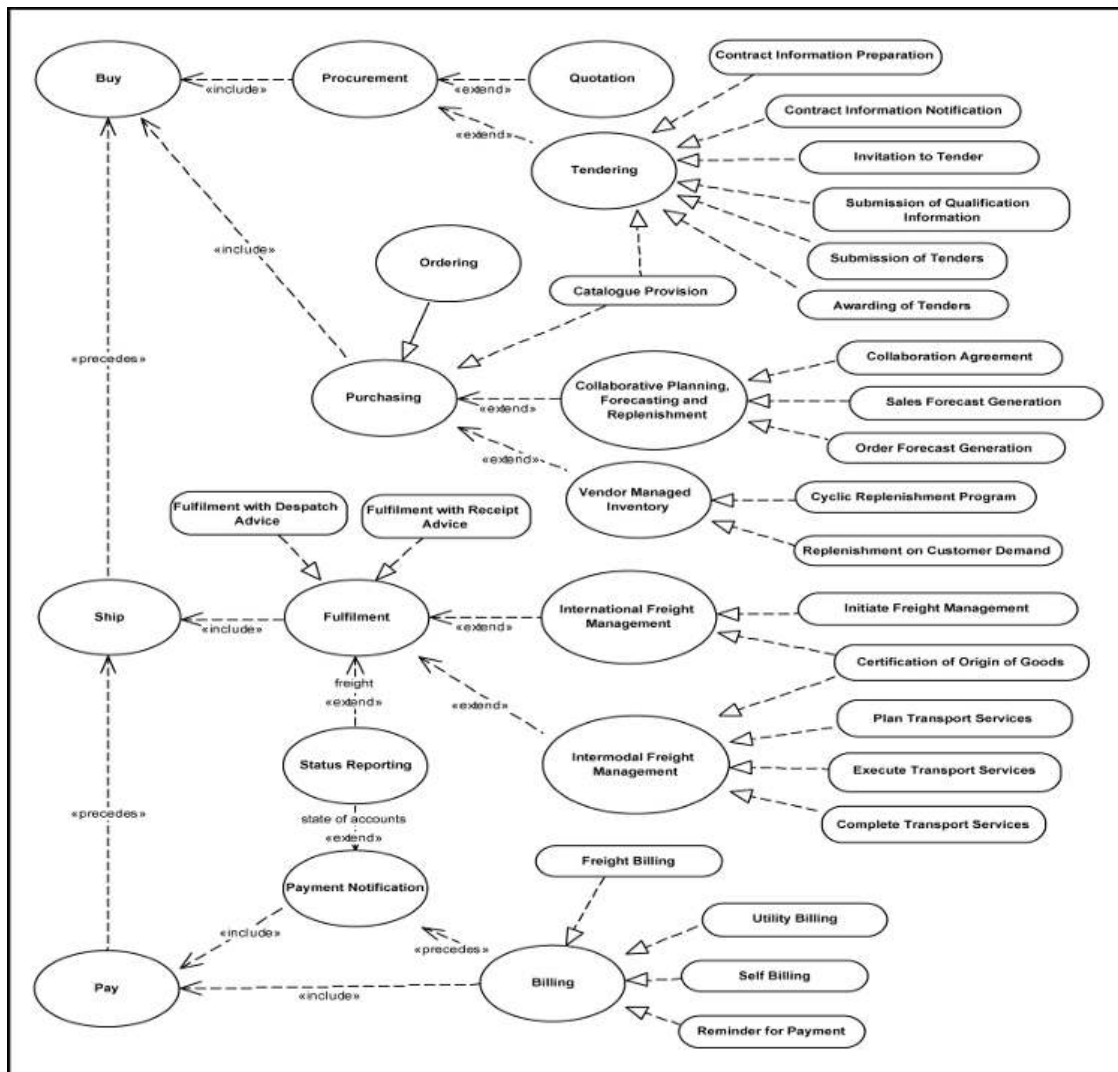 Contract Information Preparation
Buy
«include»
Procurement
«extend»
Quotation
Contract Information Notification
«extend»
Tendering
Invitation to Tender
Submission of Qualification
Information
Submission of Tenders
Awarding of Tenders
«include»
Ordering
Catalogue Provision
«precedes»
Purchasing
«extend»
Collaborative Planning,
Forecasting and
Replenishment
Collaboration Agreement
Sales Forecast Generation
Order Forecast Generation
«extend»
Vendor Managed
Inventory
Cyclic Replenishment Program
Replenishment on Customer Demand
Fulfilment with Despatch
Advice
Fulfilment with Receipt
Advice
Ship
«include»
Fulfilment
«extend»
International Freight
Management
Initiate Freight Management
Certification of Origin of Goods
freight
«extend»
«extend»
Status Reporting
Intermodal Freight
Management
Plan Transport Services
Execute Transport Services
Complete Transport Services
«precedes»
state of accounts
«extend»
Payment Notification
Freight Billing
«include»
«precedes»
Utility Billing
Pay
«include»
Billing
Self Billing
Reminder for Payment